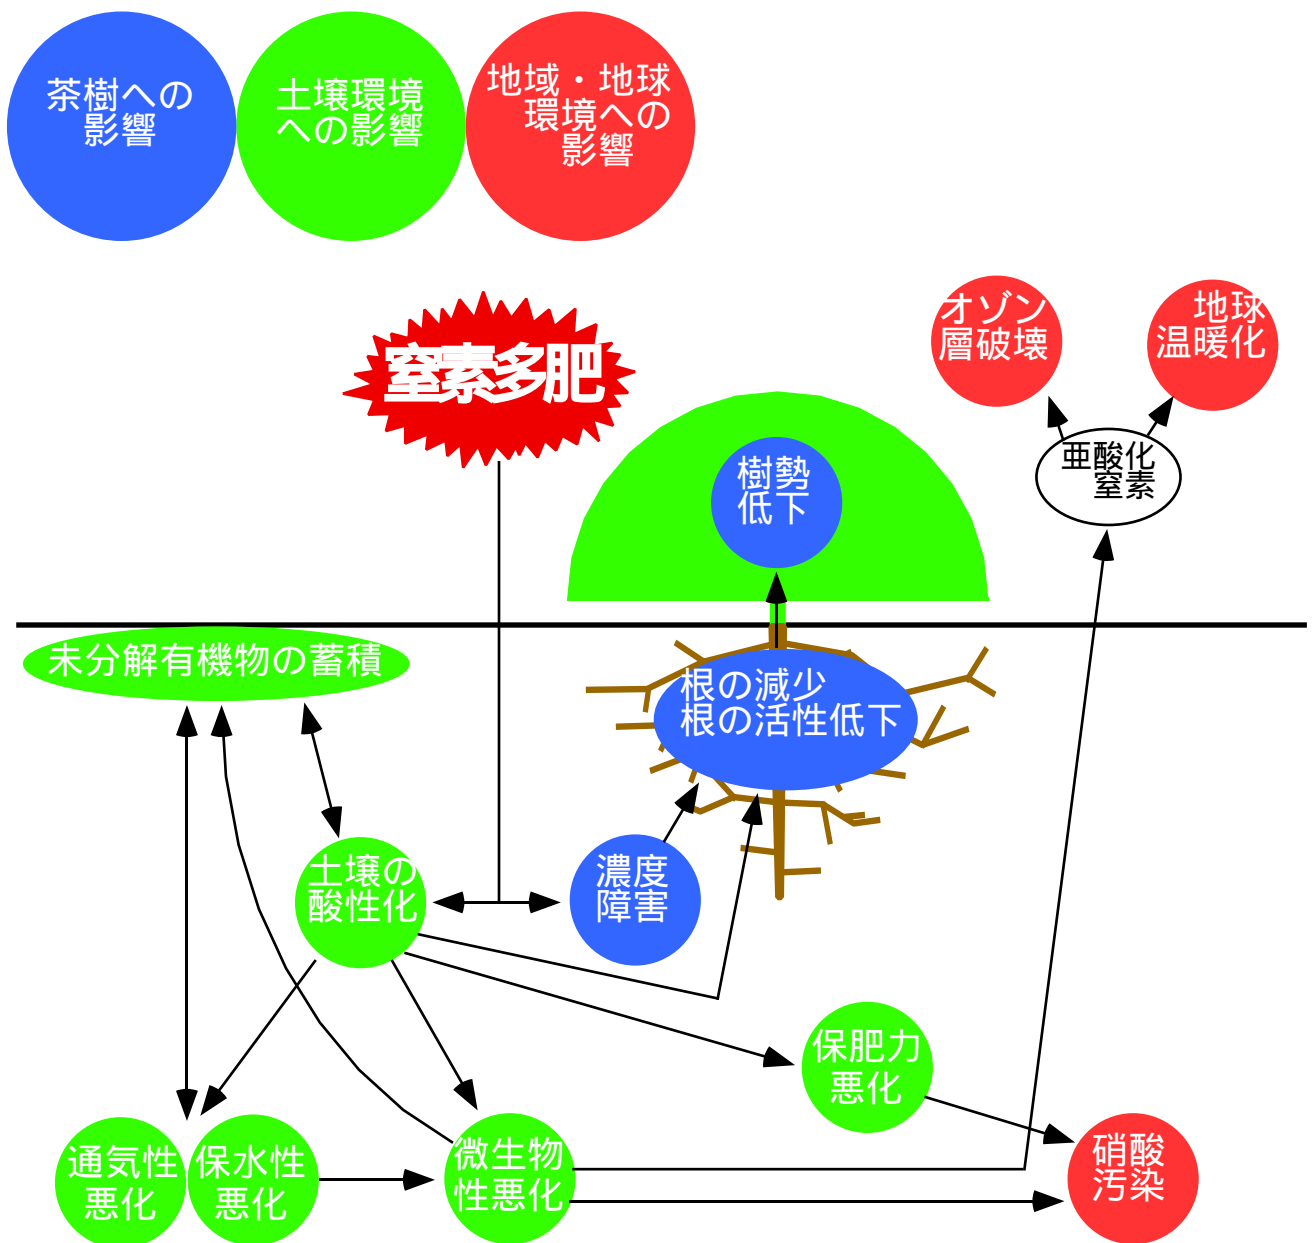 茶樹への
影響
土壌環境
への影響
地域・地球
環境への
影響
オゾン
層破壊
地球
温暖化
窒素多肥
亜酸化
窒素
樹勢
低下
未分解有機物の蓄積
根の減少
根の活性低下
土壌の
酸性化
濃度
障害
保肥力
悪化
通気性
悪化
保水性
悪化
微生物
性悪化
硝酸
汚染